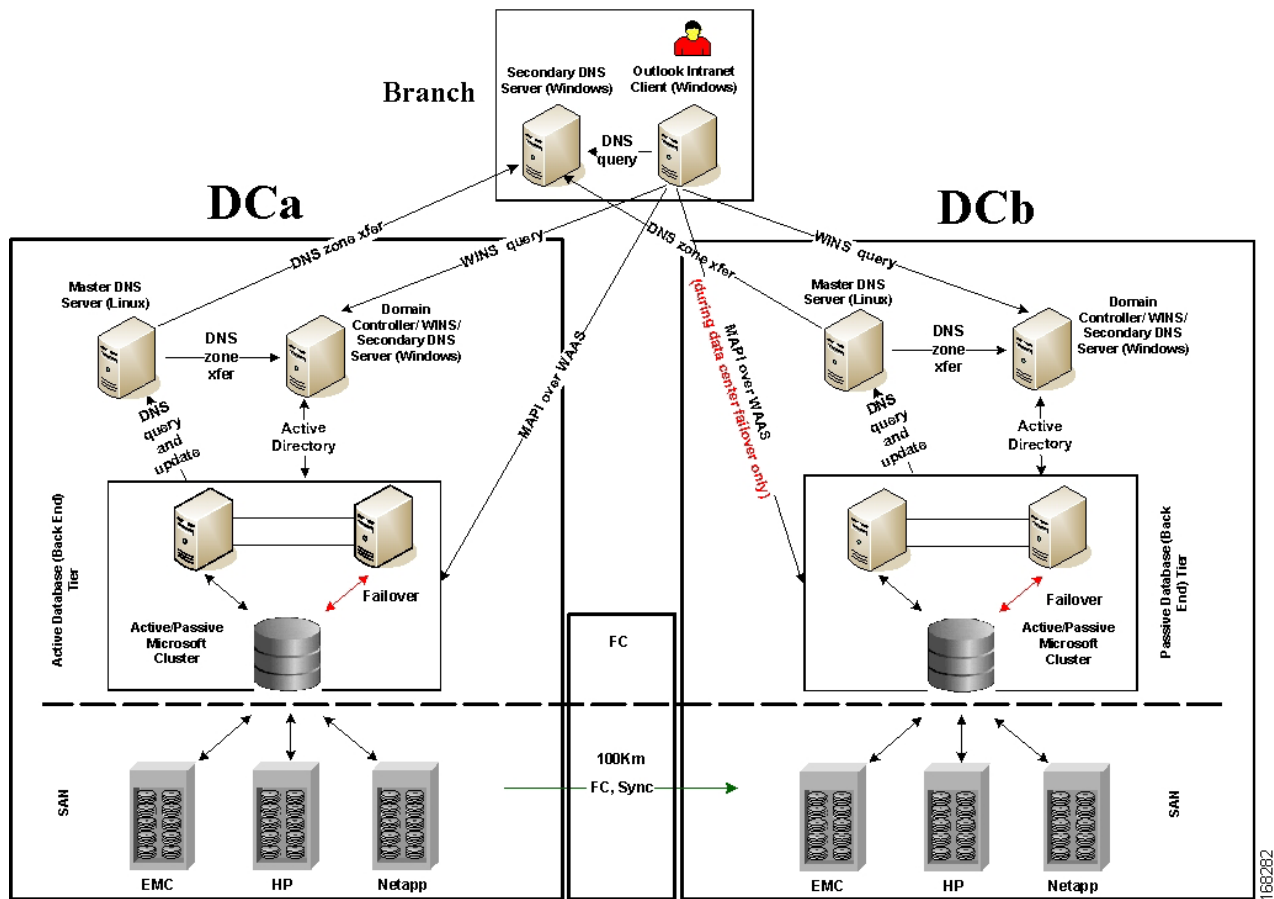 Branch
Secondary DNS
Server (Windows)
Outlook Intranet
Client (Windows)
DNS
query
DCa
DCb
DNS zone xfer
WINS query
DNS zone xfer
WINS query
Master DNS
Server (Linux)
DNS
zone
xfer
Domain
Controller/ WINS/
Secondary DNS
Server (Windows)
MAPI over WAAS
MAPI over WAAS
(during data center failover only)
Master DNS
Server (Linux)
DNS
zone
xfer
Domain
Controller/ WINS/
Secondary DNS
Server (Windows)
DNS
query
and
update
Active
Directory
DNS
query
and
update
Active
Directory
Active Database (Back End)
Tier
Failover
Active/Passive
Microsoft
Cluster
FC
Failover
Active/Passive
Microsoft
Cluster
Passive Database (Back
End) Tier
SAN
EMC
HP
Netapp
100Km
FC, Sync
EMC
HP
Netapp
SAN
168282